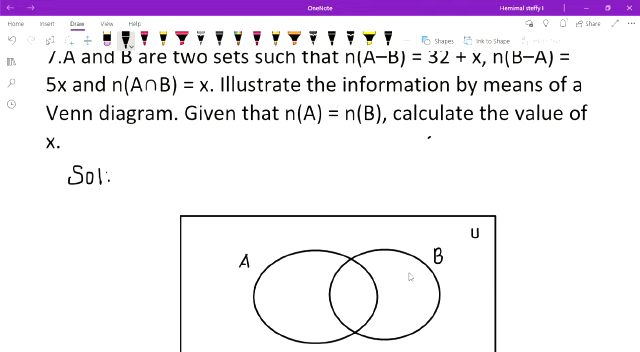 OneNote
Hemimal steffy I
Home Insert Draw View Help Share
Shapes Ink to Shape
7.A and B are two sets such that n(A–B) = 32 + x, n(B–A) =
5x and n(A∩B) = x. Illustrate the information by means of a
Venn diagram. Given that n(A) = n(B), calculate the value of
x.
Sol:
U
A
B